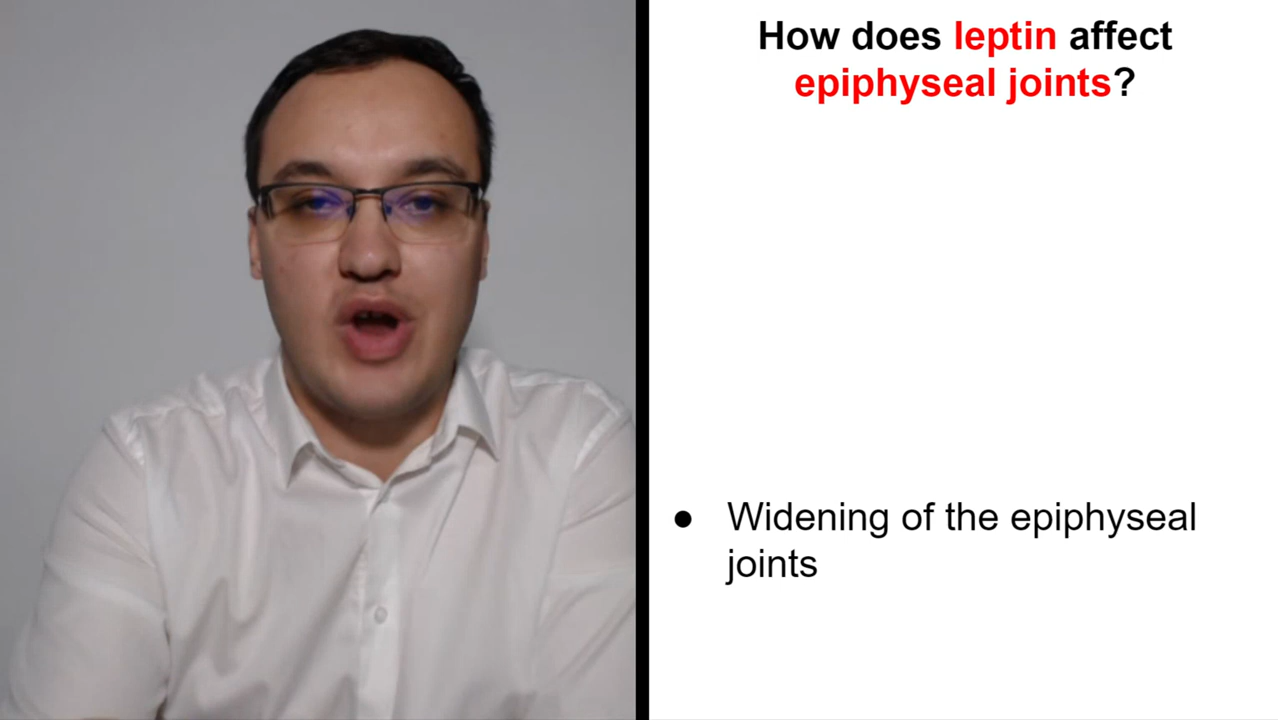 How does leptin affect
epiphyseal joints?
● Widening of the epiphyseal
joints